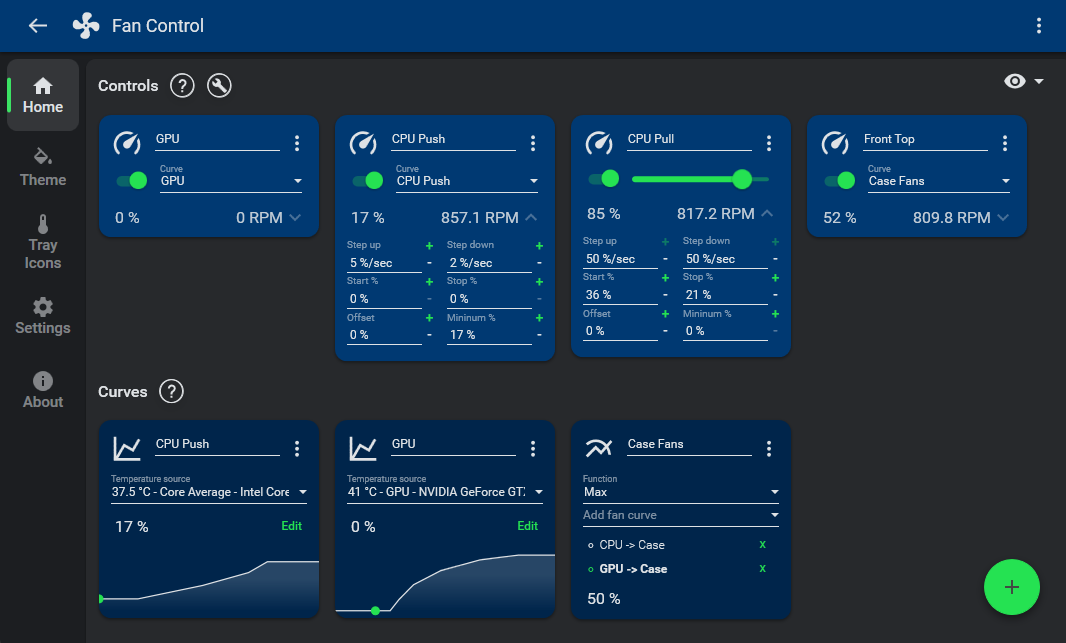 Fan Control
Home
Theme
Tray
Icons
Settings
About
Controls ?
GPU
Curve
GPU
0 % 0 RPM
CPU Push
Curve
CPU Push
17 % 857.1 RPM
Step up + Step down +
5 %/sec - 2 %/sec -
Start % + Stop % +
0 % - 0 % -
Offset + Mininum % +
0 % - 17 % -
CPU Pull
85 % 817.2 RPM
Step up + Step down +
50 %/sec - 50 %/sec -
Start % + Stop % +
36 % - 21 % -
Offset + Mininum % +
0 % - 0 % -
Front Top
Curve
Case Fans
52 % 809.8 RPM
Curves ?
CPU Push
Temperature source
37.5 °C - Core Average - Intel Core
17 % Edit
GPU
Temperature source
41 °C - GPU - NVIDIA GeForce GT
0 % Edit
Case Fans
Function
Max
Add fan curve
CPU -> Case x
GPU -> Case x
50 %
+